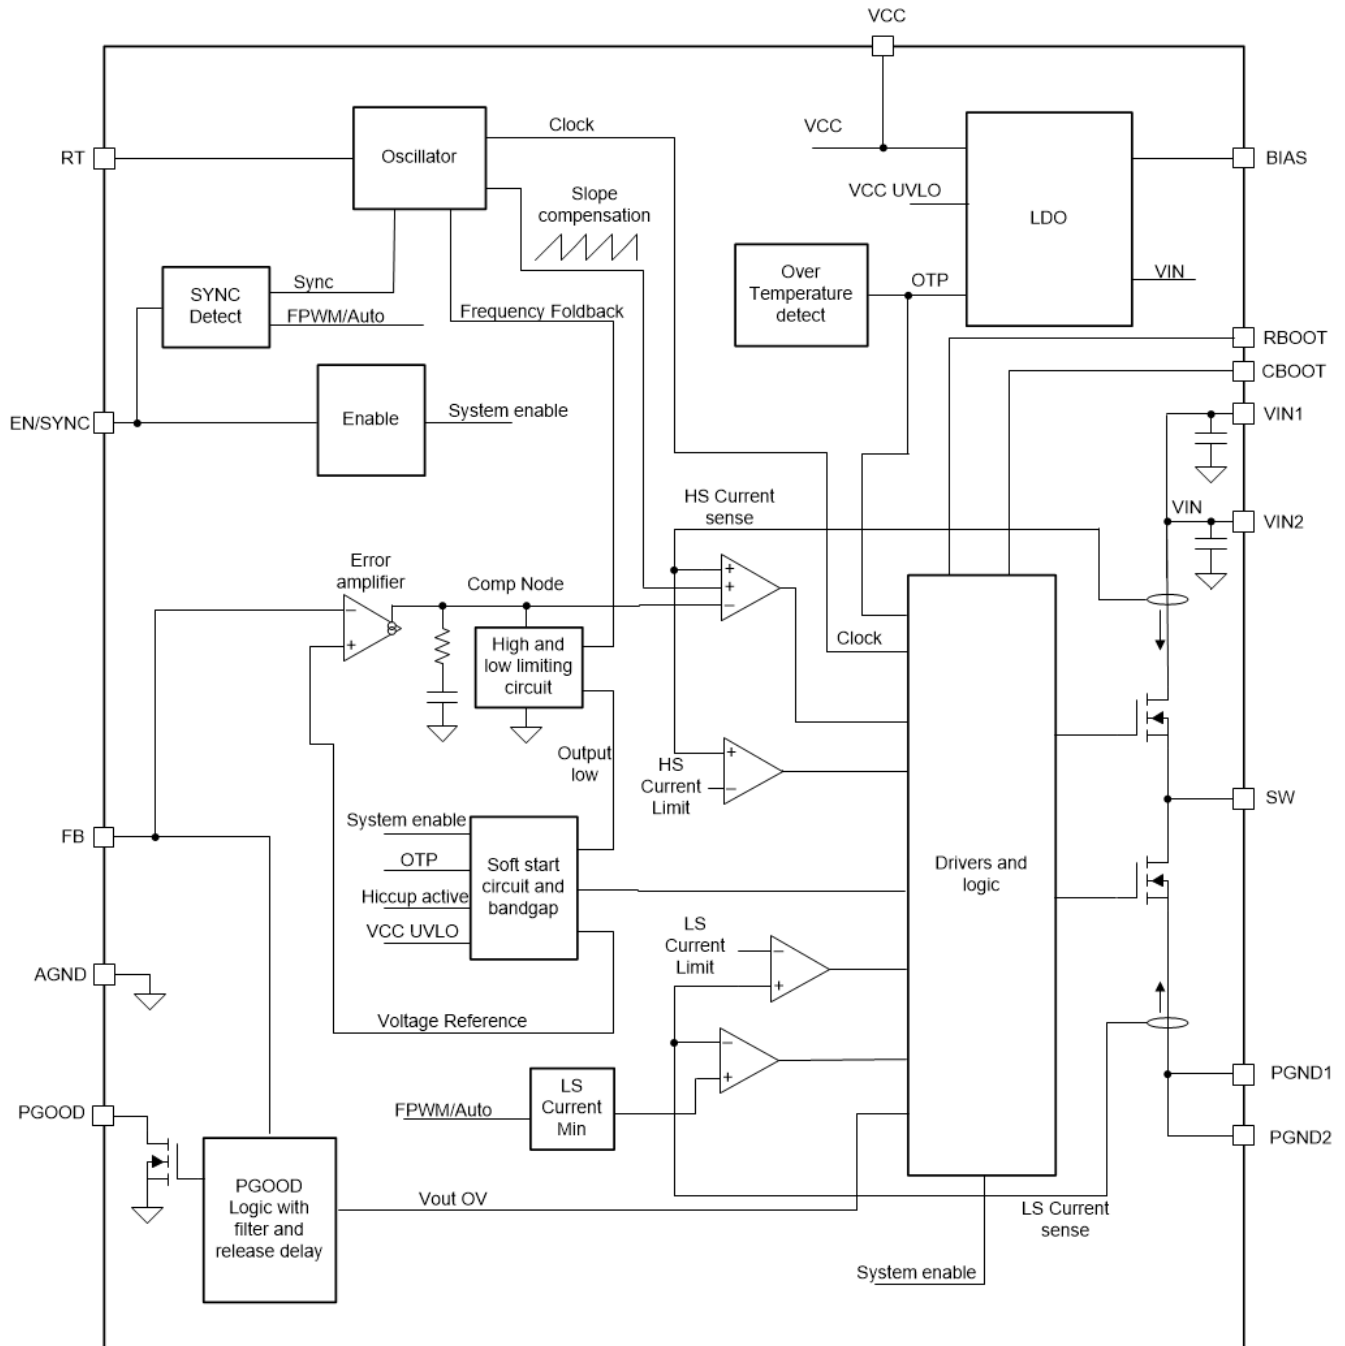 VCC
RT
Oscillator
Clock
VCC
BIAS
VCC UVLO
LDO
Slope
compensation
SYNC
Detect
Sync
FPWM/Auto
Frequency Foldback
Over
Temperature
detect
OTP
VIN
RBOOT
CBOOT
EN/SYNC
Enable
System enable
VIN1
HS Current
sense
VIN
VIN2
Error
amplifier
Comp Node
+
+
−
−
+
High and
low limiting
circuit
Clock
Output
low
HS
Current
Limit
+
−
SW
FB
System enable
OTP
Hiccup active
VCC UVLO
Soft start
circuit and
bandgap
Drivers and
logic
LS
Current
Limit
−
+
AGND
Voltage Reference
−
+
PGND1
PGOOD
FPWM/Auto
LS
Current
Min
PGND2
PGOOD
Logic with
filter and
release delay
Vout OV
LS Current
sense
System enable